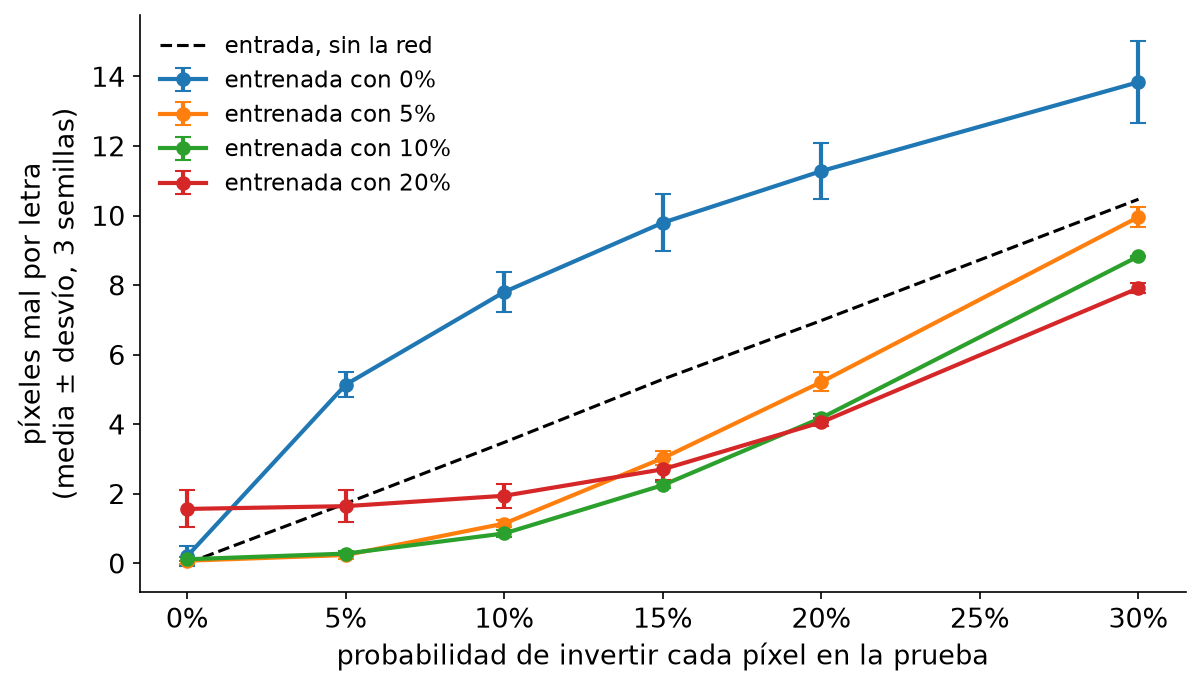 entrada, sin la red
entrenada con 0%
entrenada con 5%
entrenada con 10%
entrenada con 20%
píxeles mal por letra
(media ± desvío, 3 semillas)
14
12
10
8
6
4
2
0
0%
5%
10%
15%
20%
25%
30%
probabilidad de invertir cada píxel en la prueba